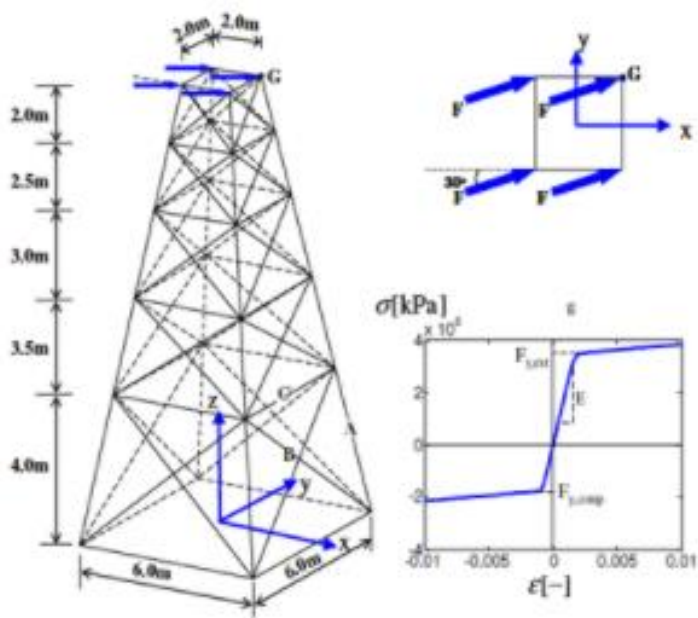 2.0m
2.0m
G
2.0m
2.5m
3.0m
3.5m
4.0m
z
C
A
B
y
x
6.0m
6.0m
y
G
F
F
x
30°
F
F
σ[kPa]
x 10⁵
4
2
0
-2
-4
F_y,ext
E
F_y,comp
-0.01
-0.005
0
0.005
0.01
ε[−]